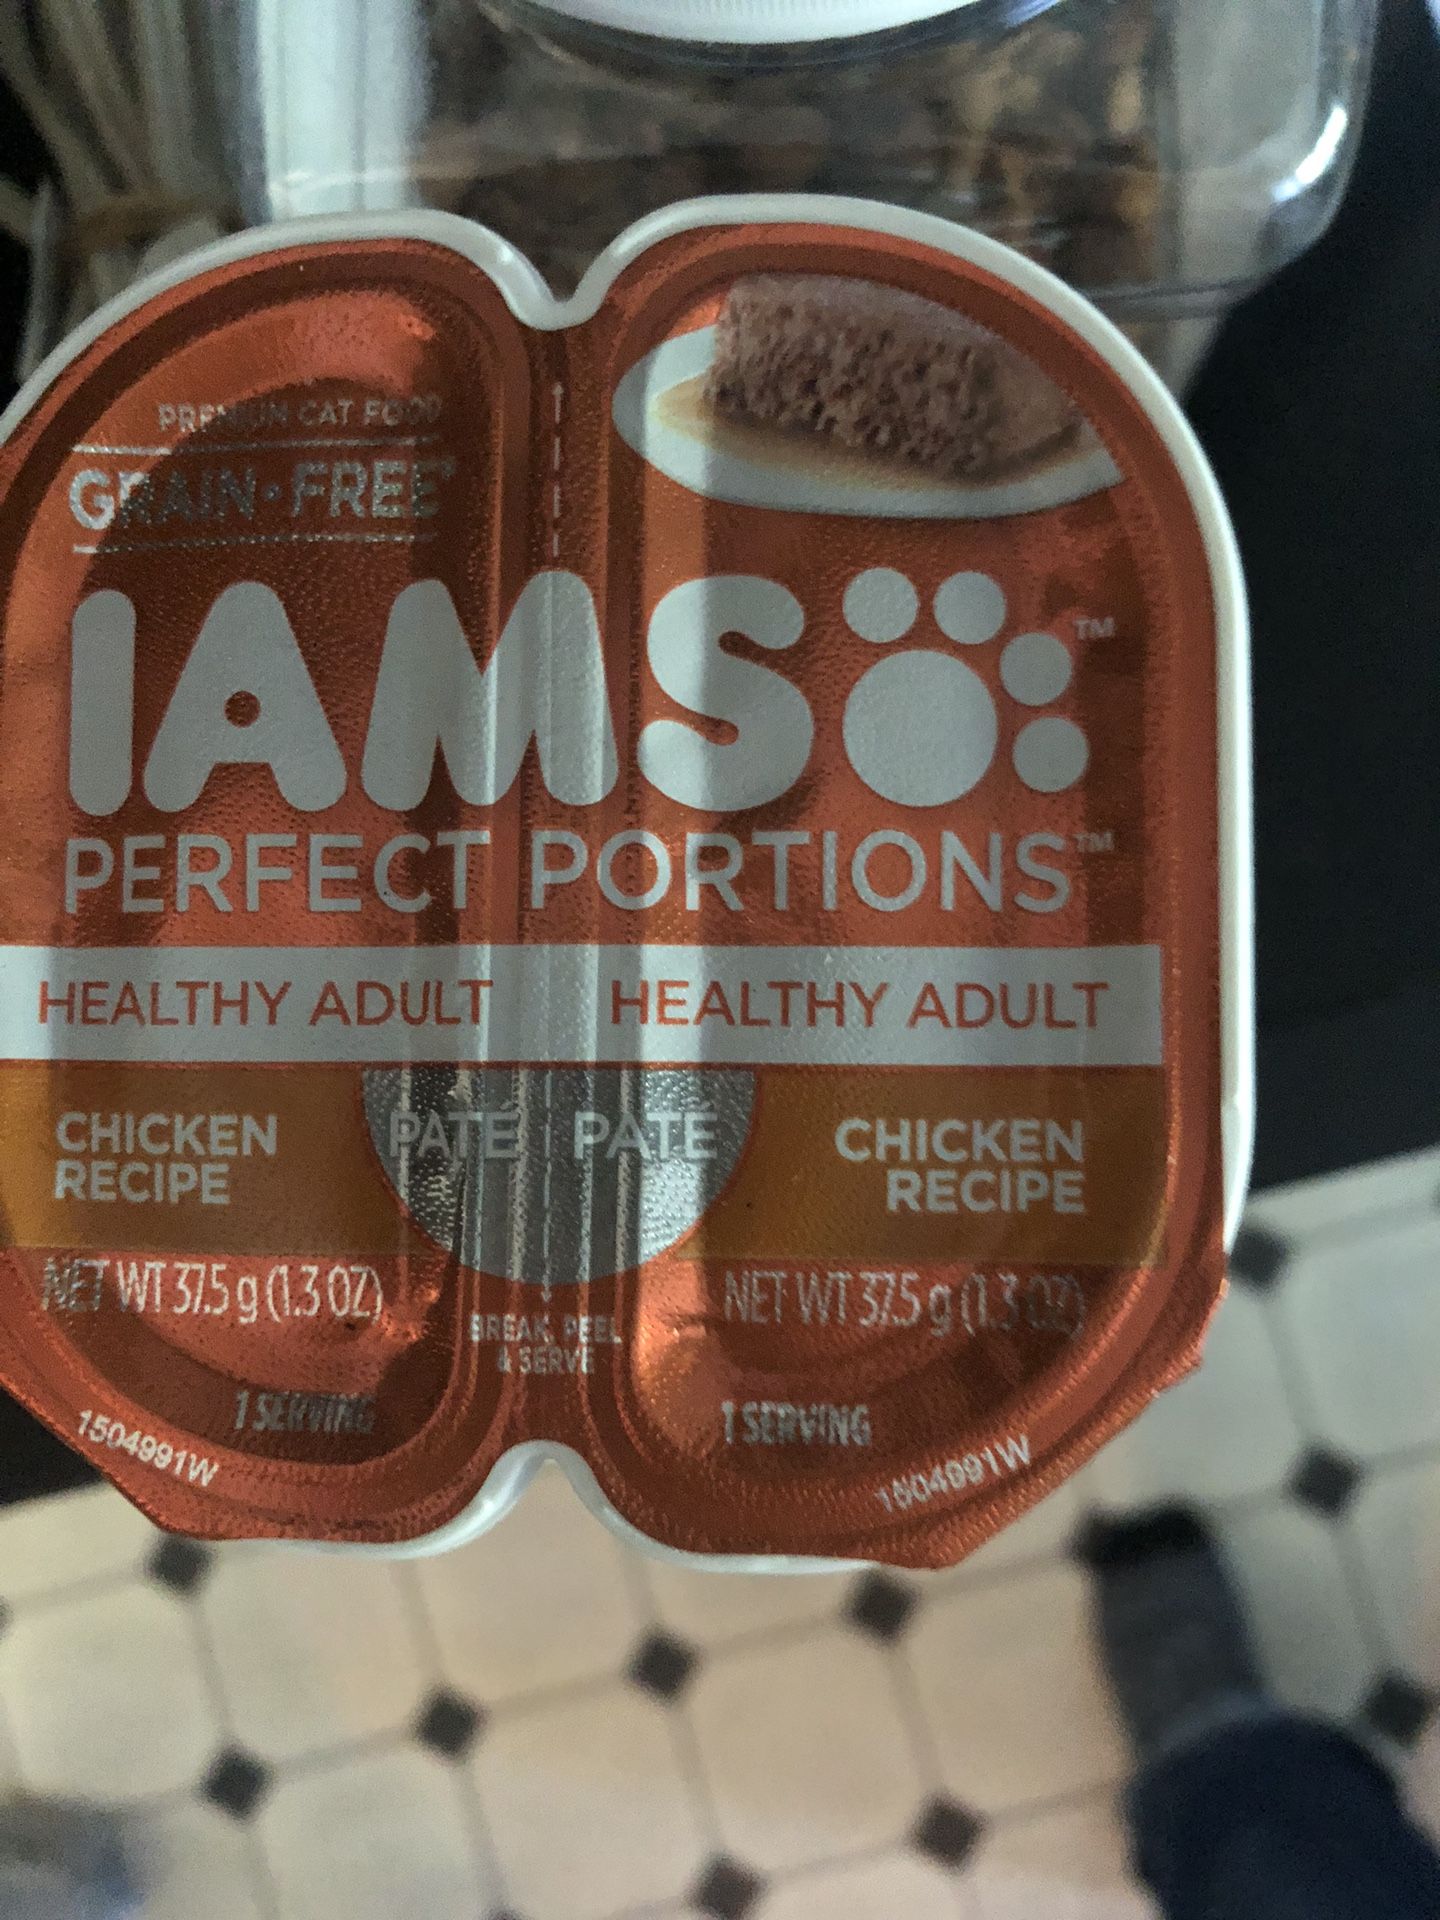 PREMIUM CAT FOOD
GRAIN•FREE*
IAMS™
PERFECT PORTIONS™
HEALTHY ADULT HEALTHY ADULT
CHICKEN
RECIPE
PATÉ PATÉ
CHICKEN
RECIPE
NET WT 37.5 g (1.3 OZ)
NET WT 37.5 g (1.3 OZ)
BREAK, PEEL
& SERVE
1 SERVING
1 SERVING
1504991W
1504991W